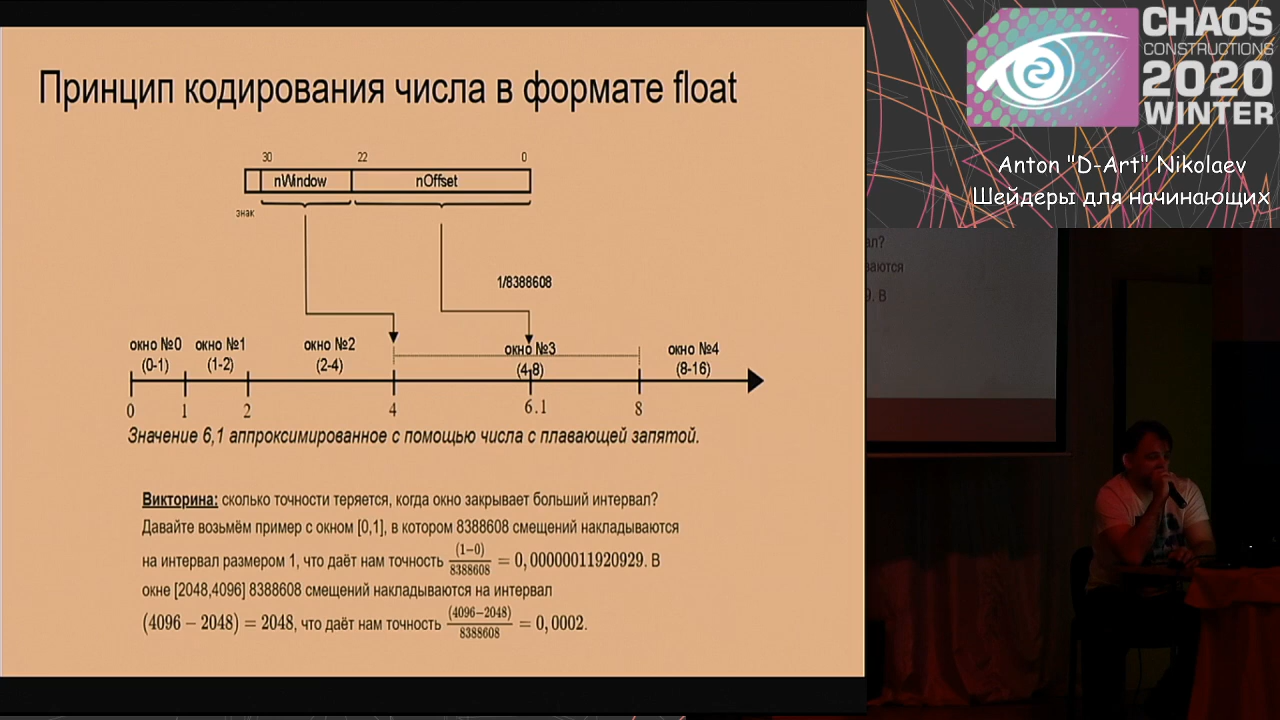 Принцип кодирования числа в формате float
30 22 0
nWindow nOffset
знак
1/8388608
окно №0 окно №1 окно №2 окно №3 окно №4
(0-1) (1-2) (2-4) (4-8) (8-16)
0 1 2 4 6.1 8
Значение 6,1 аппроксимированное с помощью числа с плавающей запятой.
Викторина: сколько точности теряется, когда окно закрывает больший интервал?
Давайте возьмём пример с окном [0,1], в котором 8388608 смещений накладываются
на интервал размером 1, что даёт нам точность (1−0)/8388608 = 0,00000011920929. В
окне [2048,4096] 8388608 смещений накладываются на интервал
(4096 − 2048) = 2048, что даёт нам точность (4096−2048)/8388608 = 0,0002.
CHAOS
CONSTRUCTIONS
2020
WINTER
Anton "D-Art" Nikolaev
Шейдеры для начинающих
ал?
ваются
9. В